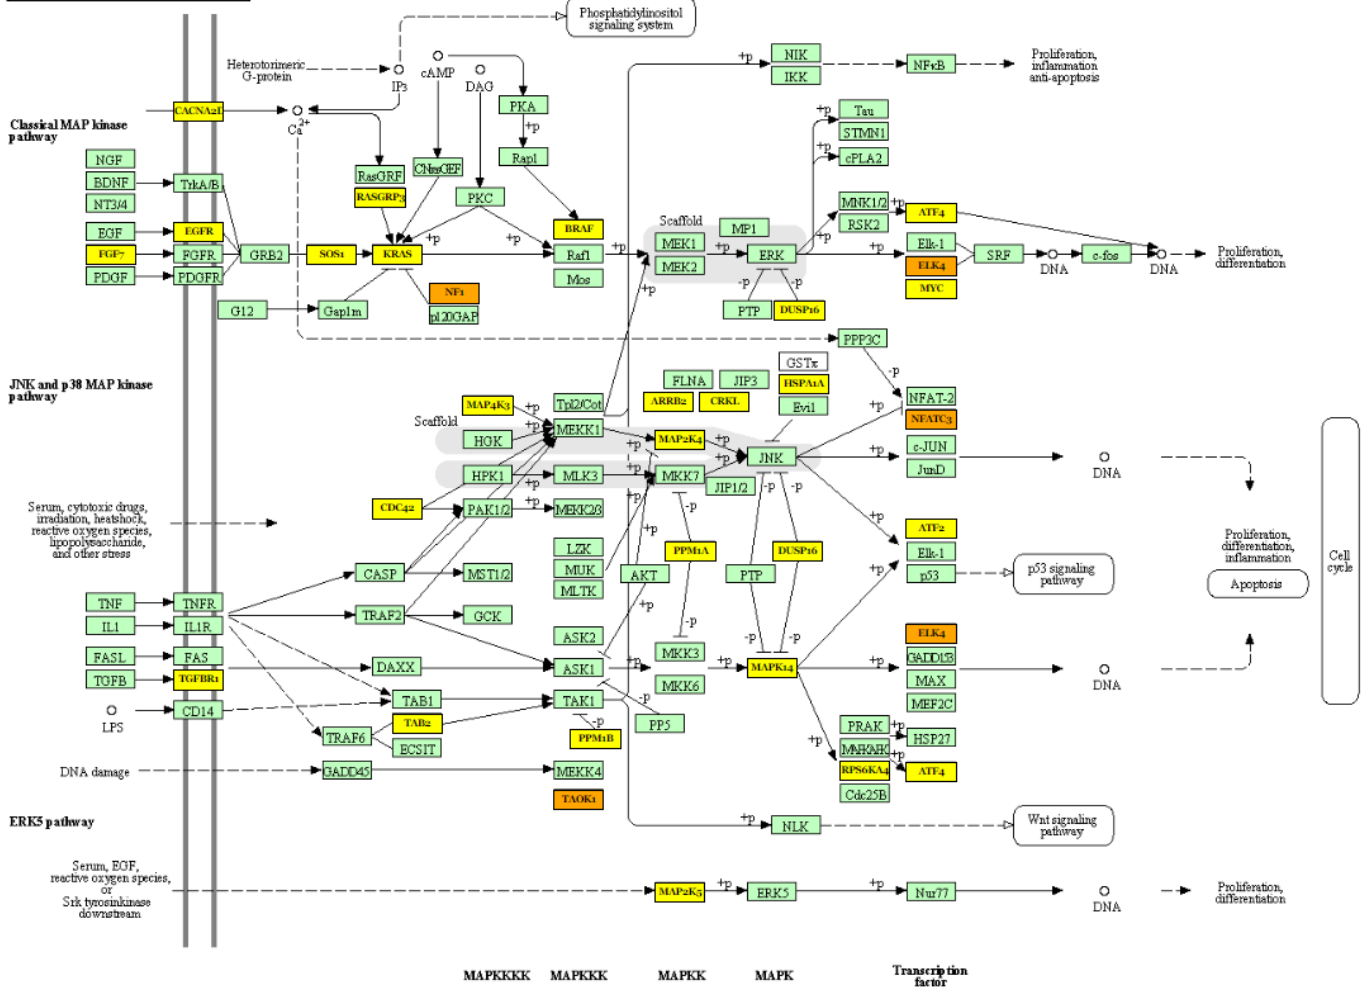 Phosphatidylinositol
signaling system
Heterotorimeric
G-protein
IP3
cAMP
DAG
NIK
IKK
NFκB
Proliferation,
inflammation
anti-apoptosis
+p
CACNA2D
Ca2+
PKA
+p
Rap1
Classical MAP kinase
pathway
Tau
STMN1
cPLA2
+p
+p
NGF
BDNF
NT3/4
TrkA/B
RasGRF
RASGRP3
CNrasGEF
PKC
EGF
EGFR
FGF7
FGFR
PDGF
PDGFR
GRB2
SOS1
KRAS
+p
+p
BRAF
Raf1
Mos
+p
Scaffold
MEK1
MEK2
+p
MP1
ERK
+p
+p
MNK1/2
RSK2
+p
ATF4
Elk-1
ELK4
MYC
SRF
DNA
c-fos
DNA
Proliferation,
differentiation
G12
Gap1m
NF1
p120GAP
+p
-p
-p
PTP
DUSP16
PPP3C
-p
JNK and p38 MAP kinase
pathway
GSTπ
HSPA1A
Evi1
FLNA
JIP3
ARRB2
CRKL
NFAT-2
NFATC3
+p
MAP4K3
+p
Tpl2/Cot
Scaffold
HGK
+p
MEKK1
+p
MAP2K4
+p
JNK
+p
c-JUN
JunD
DNA
HPK1
+p
MLK3
+p
MKK7
+p
JIP1/2
-p
-p
-p
CDC42
PAK1/2
+p
MEKK2/3
Serum, cytotoxic drugs,
irradiation, heatshock,
reactive oxygen species,
lipopolysaccharide,
and other stress
LZK
MUK
MLTK
PPM1A
DUSP16
+p
ATF2
Elk-1
p53
p53 signaling
pathway
Proliferation,
differentiation,
inflammation
Apoptosis
Cell
cycle
CASP
MST1/2
AKT
PTP
+p
TNF
TNFR
IL1
IL1R
TRAF2
GCK
+p
-p
-p
-p
ASK2
FASL
FAS
TGFB
TGFBR1
DAXX
ASK1
+p
MKK3
MKK6
+p
MAPK14
+p
ELK4
GADD153
MAX
MEF2C
DNA
LPS
CD14
TAB1
TAB2
TAK1
-p
PPM1B
-p
PP5
TRAF6
ECSIT
+p
PRAK
+p
HSP27
MAPKAPK
RPS6KA4
+p
ATF4
Cdc25B
DNA damage
GADD45
MEKK4
TAOK1
ERK5 pathway
+p
NLK
Wnt signaling
pathway
Serum, EGF,
reactive oxygen species,
or
Srk tyrosinkinase
downstream
MAP2K5
+p
ERK5
+p
Nur77
DNA
Proliferation,
differentiation
MAPKKKK
MAPKKK
MAPKK
MAPK
Transcription
factor